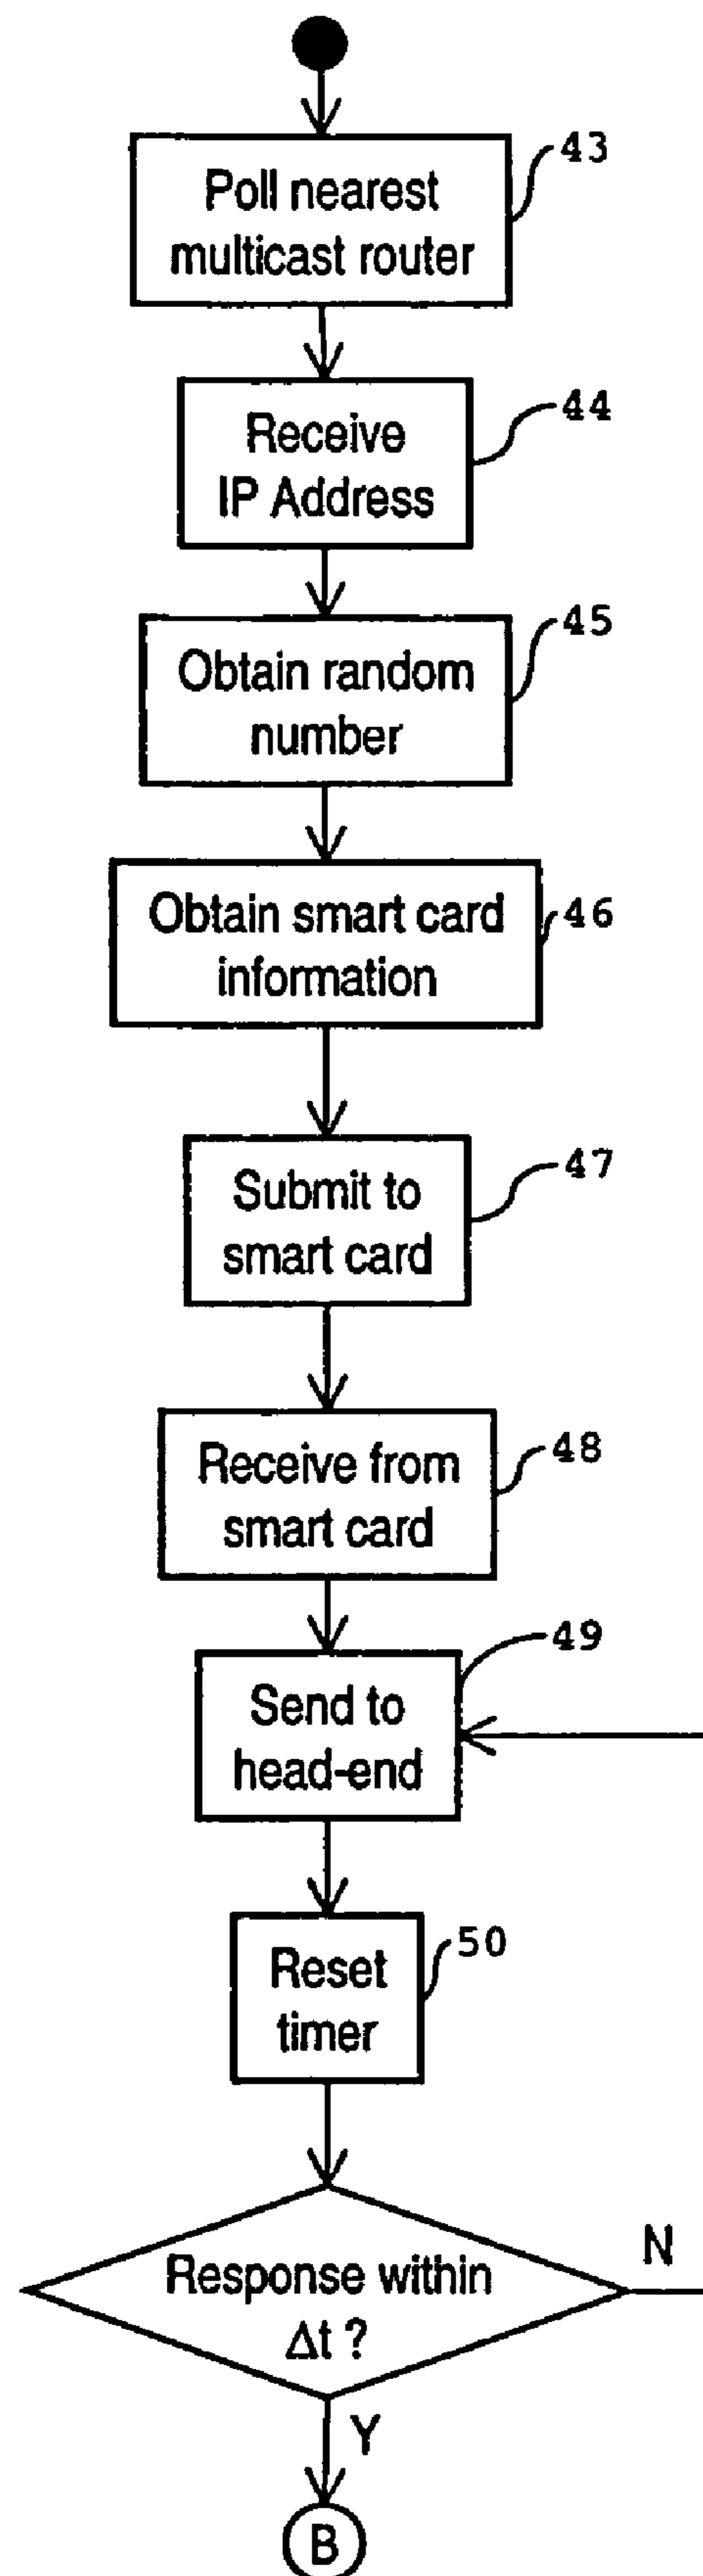 43
Poll nearest
multicast router
44
Receive
IP Address
45
Obtain random
number
46
Obtain smart card
information
47
Submit to
smart card
48
Receive from
smart card
49
Send to
head-end
50
Reset
timer
N
Response within
Δt ?
Y
B